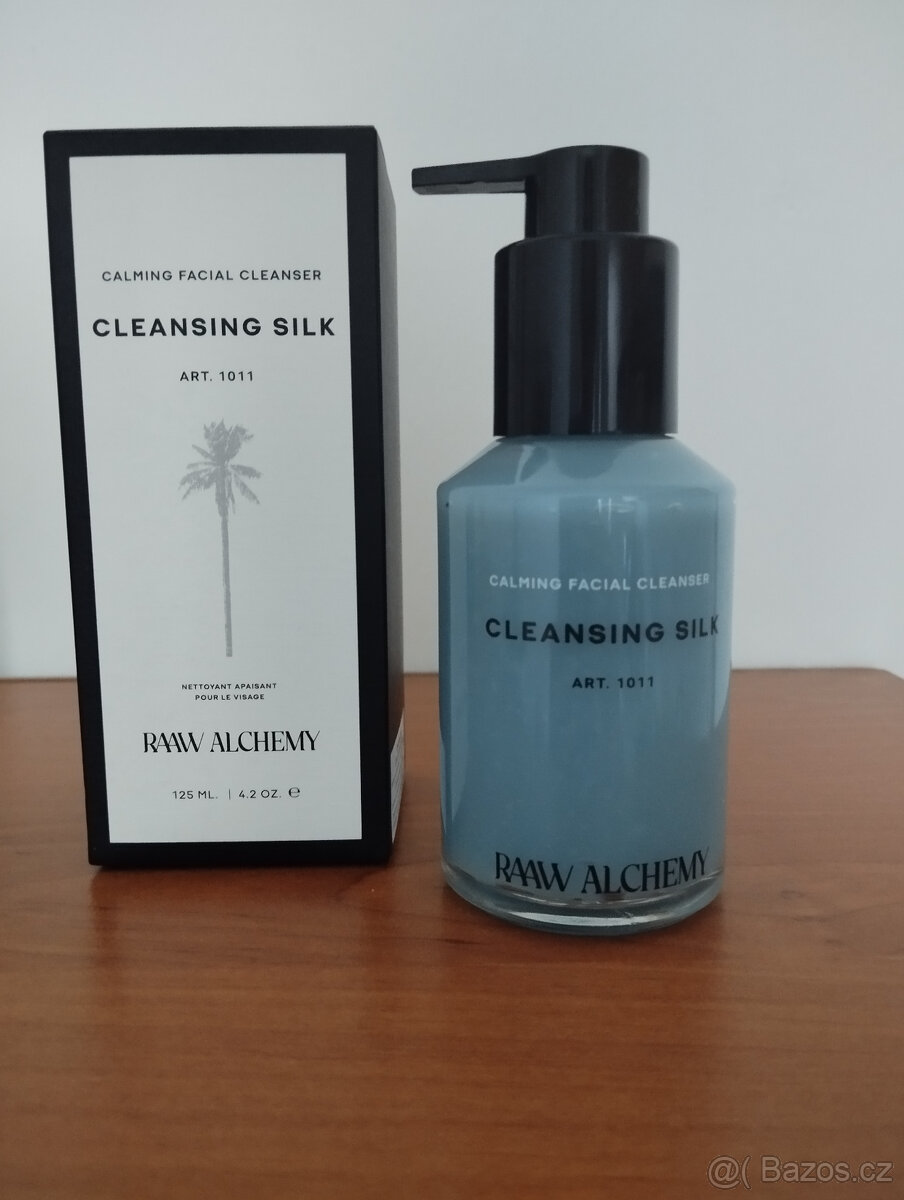 CALMING FACIAL CLEANSER
CLEANSING SILK
ART. 1011
NETTOYANT APAISANT
POUR LE VISAGE
RAAW ALCHEMY
125 ML. | 4.2 OZ. ℮
CALMING FACIAL CLEANSER
CLEANSING SILK
ART. 1011
RAAW ALCHEMY
@( Bazos.cz